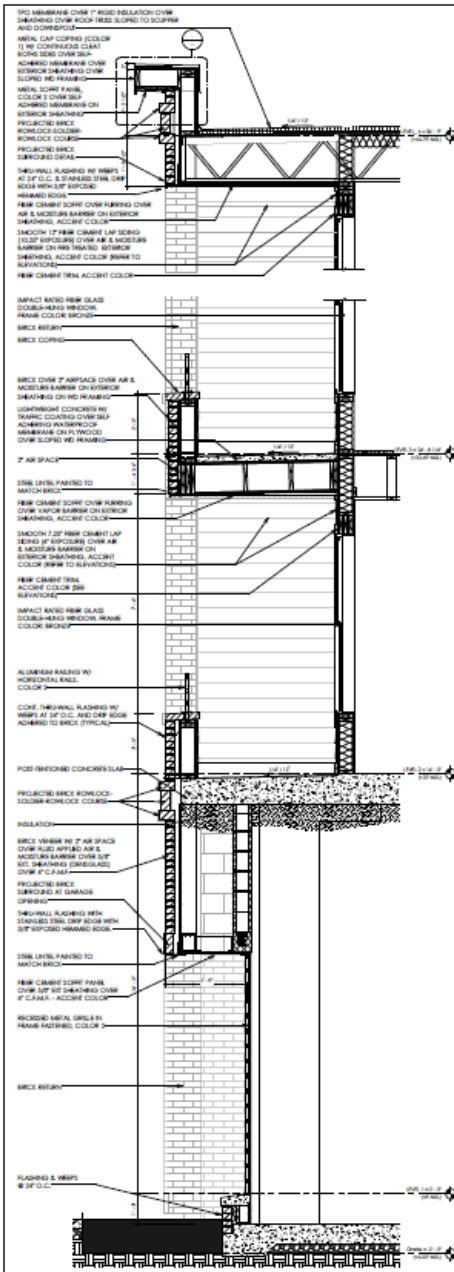 TPO MEMBRANE OVER 1" RIGID INSULATION OVER
SHEATHING OVER ROOF TRUSS SLOPED TO SCUPPER
AND DOWNSPOUT
METAL CAP COPING (COLOR
1) W/ CONTINUOUS CLEAT
BOTH SIDES OVER SELF-
ADHERED MEMBRANE OVER
EXTERIOR SHEATHING OVER
SLOPED WD FRAMING
METAL SOFFIT PANEL
COLOR 2 OVER SELF
ADHERED MEMBRANE ON
EXTERIOR SHEATHING
PROJECTED BRICK
ROWLOCK-SOLDIER-
ROWLOCK COURSE
PROJECTED BRICK
SURROUND DETAIL
THRU-WALL FLASHING W/ WEEPS
AT 24" O.C. & STAINLESS STEEL DRIP
EDGE WITH 3/8" EXPOSED
HEMMED EDGE.
FIBER CEMENT SOFFIT OVER FURRING OVER
AIR & MOISTURE BARRIER ON EXTERIOR
SHEATHING, ACCENT COLOR
SMOOTH 12" FIBER CEMENT LAP SIDING
(10.25" EXPOSURE) OVER AIR & MOISTURE
BARRIER ON FIRE TREATED EXTERIOR
SHEETHING, ACCENT COLOR (REFER TO
ELEVATIONS)
FIBER CEMENT TRIM, ACCENT COLOR
IMPACT RATED FIBER GLASS
DOUBLE-HUNG WINDOW.
FRAME COLOR: BRONZE
BRICK RETURN
BRICK COPING
BRICK OVER 2" AIRSPACE OVER AIR &
MOISTURE BARRIER ON EXTERIOR
SHEATHING ON WD FRAMING
LIGHTWEIGHT CONCRETE W/
TRAFFIC COATING OVER SELF
ADHERING WATERPROOF
MEMBRANE ON PLYWOOD
OVER SLOPED WD FRAMING
2" AIR SPACE
STEEL LINTEL PAINTED TO
MATCH BRICK
FIBER CEMENT SOFFIT OVER FURRING
OVER VAPOR BARRIER ON EXTRIOR
SHEATHING, ACCENT COLOR
SMOOTH 7.25" FIBER CEMENT LAP
SIDING (6" EXPOSURE) OVER AIR
& MOISTURE BARRIER ON
EXTERIOR SHEATHING, ACCENT
COLOR (REFER TO ELEVATIONS)
FIBER CEMENT TRIM,
ACCENT COLOR (SEE
ELEVATIONS)
IMPACT RATED FIBER GLASS
DOUBLE-HUNG WINDOW. FRAME
COLOR: BRONZE
ALUMINUM RAILING W/
HORIZONTAL RAILS.
COLOR 2
CONT. THRU-WALL FLASHING W/
WEEPS AT 24" O.C. AND DRIP EDGE
ADHERED TO BRICK (TYPICAL)
POST-TENTIONED CONCRETE SLAB
PROJECTED BRICK ROWLOCK-
SOLDIER-ROWLOCK COURSE
INSULATION
BRICK VENEER W/ 2" AIR SPACE
OVER FLUID APPLIED AIR &
MOISTURE BARRIER OVER 5/8"
EXT. SHEATHING (DENSGLASS)
OVER 6" C.F.M.F.
PROJECTED BRICK
SURROUND AT GARAGE
OPENING
THRU-WALL FLASHING WITH
STAINLESS STEEL DRIP EDGE WITH
3/8" EXPOSED HEMMED EDGE.
STEEL LINTEL PAINTED TO
MATCH BRICK
FIBER CEMENT SOFFIT PANEL
OVER 5/8" EXT SHEATHING OVER
6" C.F.M.F. - ACCENT COLOR
RECESSED METAL GRILLE IN
FRAME FASTENED, COLOR 2
BRICK RETURN
FLASHING & WEEPS
@ 24" O.C.